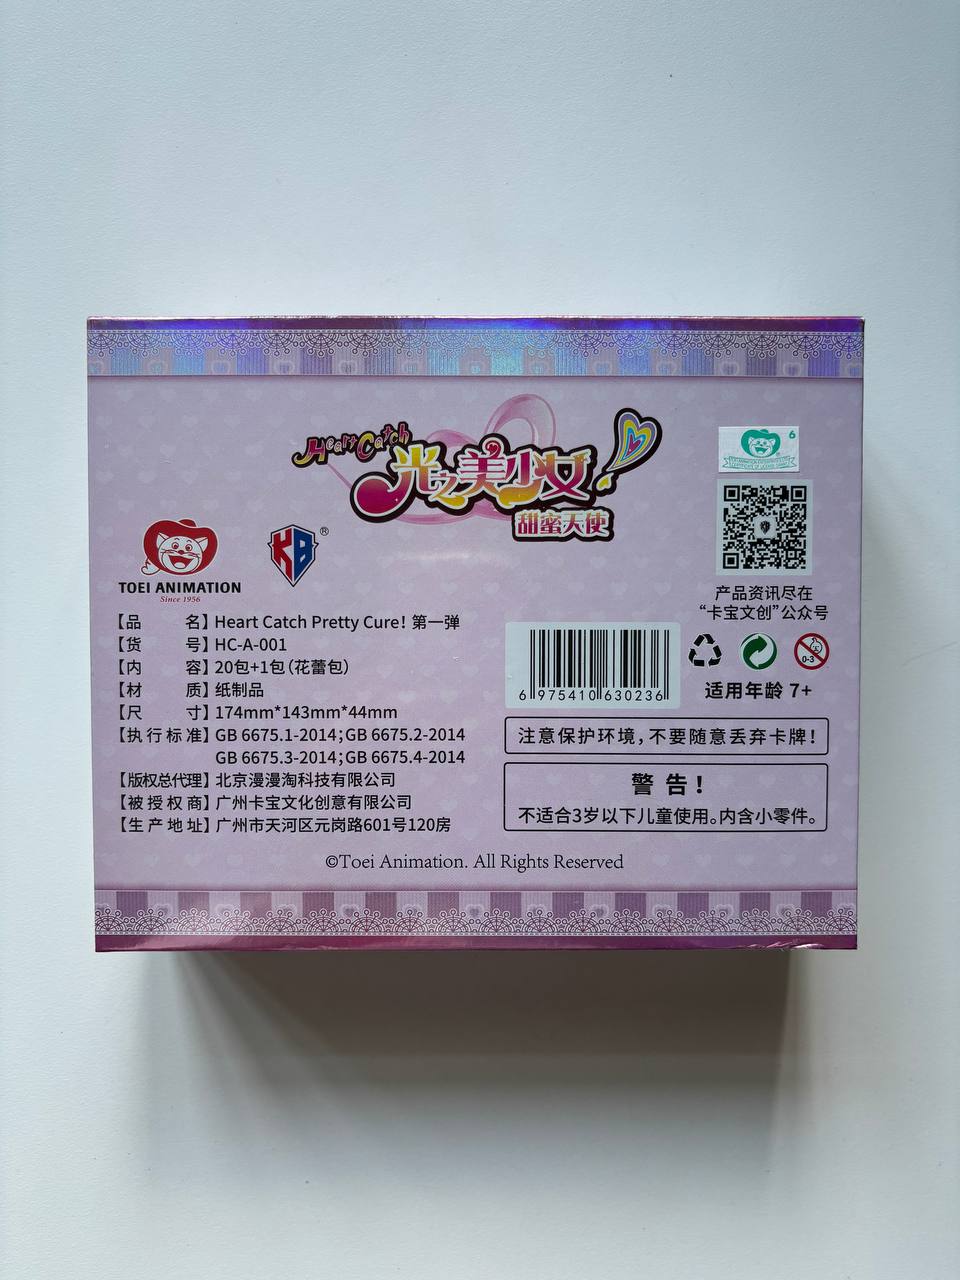 Heart Catch
光之美少女
甜蜜天使
6
TOEI ANIMATION
Since 1956
KB®
产品资讯尽在
“卡宝文创”公众号
【品名】Heart Catch Pretty Cure! 第一弹
【货号】HC-A-001
【内容】20包+1包(花蕾包)
【材质】纸制品
【尺寸】174mm*143mm*44mm
【执行标准】GB 6675.1-2014;GB 6675.2-2014
GB 6675.3-2014;GB 6675.4-2014
【版权总代理】北京漫漫淘科技有限公司
【被授权商】广州卡宝文化创意有限公司
【生产地址】广州市天河区元岗路601号120房
6 975410 630236
0-3
适用年龄 7+
注意保护环境,不要随意丢弃卡牌!
警告!
不适合3岁以下儿童使用。内含小零件。
©Toei Animation. All Rights Reserved